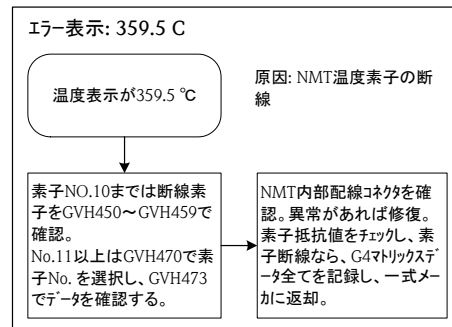 エラー表示: 359.5 C
温度表示が359.5 ℃
原因: NMT温度素子の断
線
素子NO.10までは断線素
子をGVH450～GVH459で
確認。
No.11以上はGVH470で素
子No. を選択し、GVH473
でデータを確認する。
NMT内部配線コネクタを確
認。異常があれば修復。
素子抵抗値をチェックし、素
子断線なら、G4マトリックスデ
ータ全てを記録し、一式メー
カに返却。